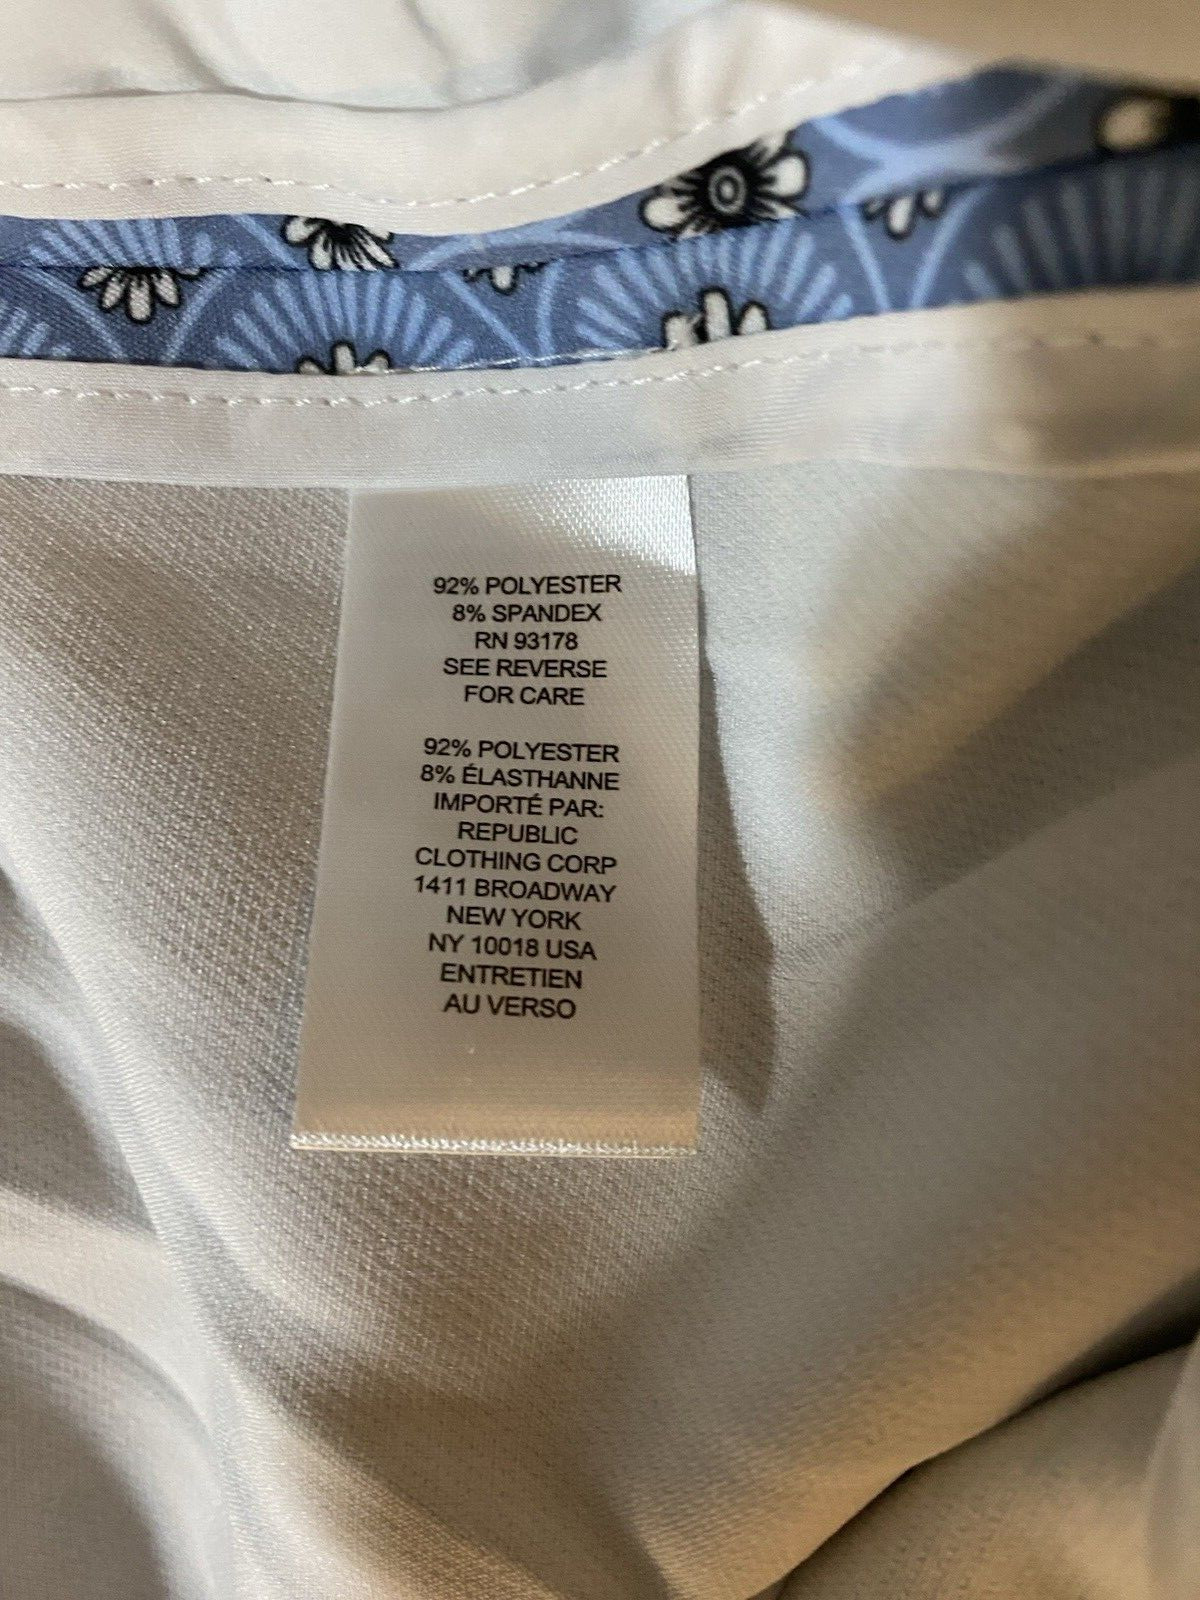 92% POLYESTER
8% SPANDEX
RN 93178
SEE REVERSE
FOR CARE
92% POLYESTER
8% ÉLASTHANNE
IMPORTÉ PAR:
REPUBLIC
CLOTHING CORP
1411 BROADWAY
NEW YORK
NY 10018 USA
ENTRETIEN
AU VERSO